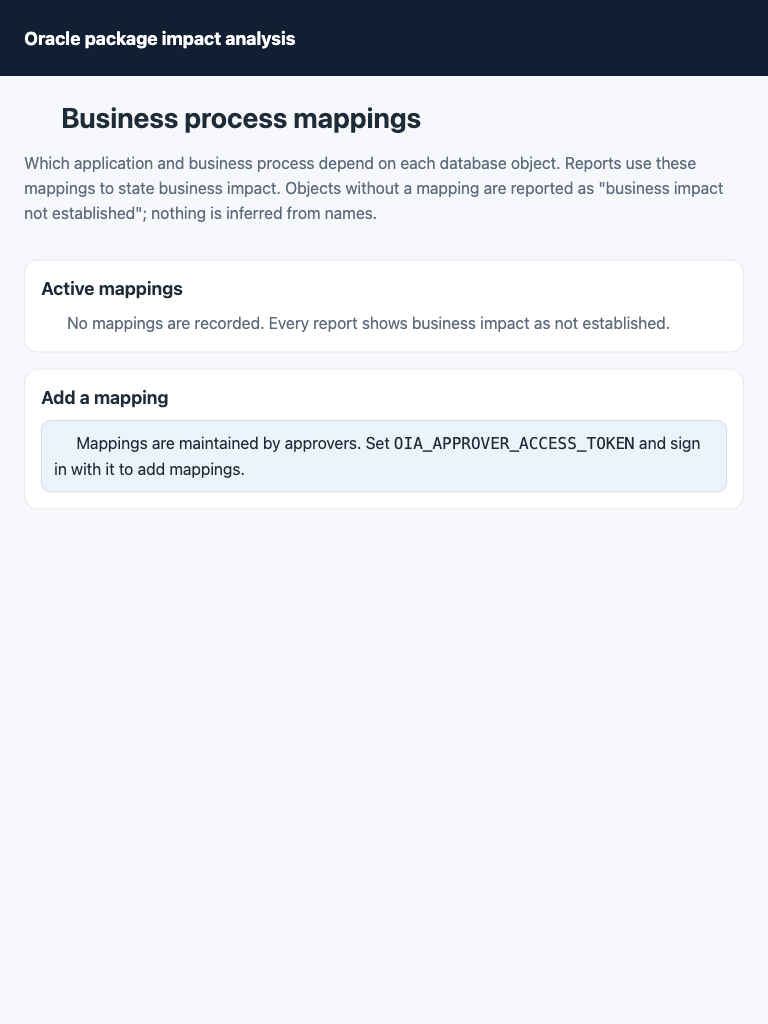 Oracle package impact analysis
Business process mappings
Which application and business process depend on each database object. Reports use these
mappings to state business impact. Objects without a mapping are reported as "business impact
not established"; nothing is inferred from names.
Active mappings
No mappings are recorded. Every report shows business impact as not established.
Add a mapping
Mappings are maintained by approvers. Set OIA_APPROVER_ACCESS_TOKEN and sign
in with it to add mappings.